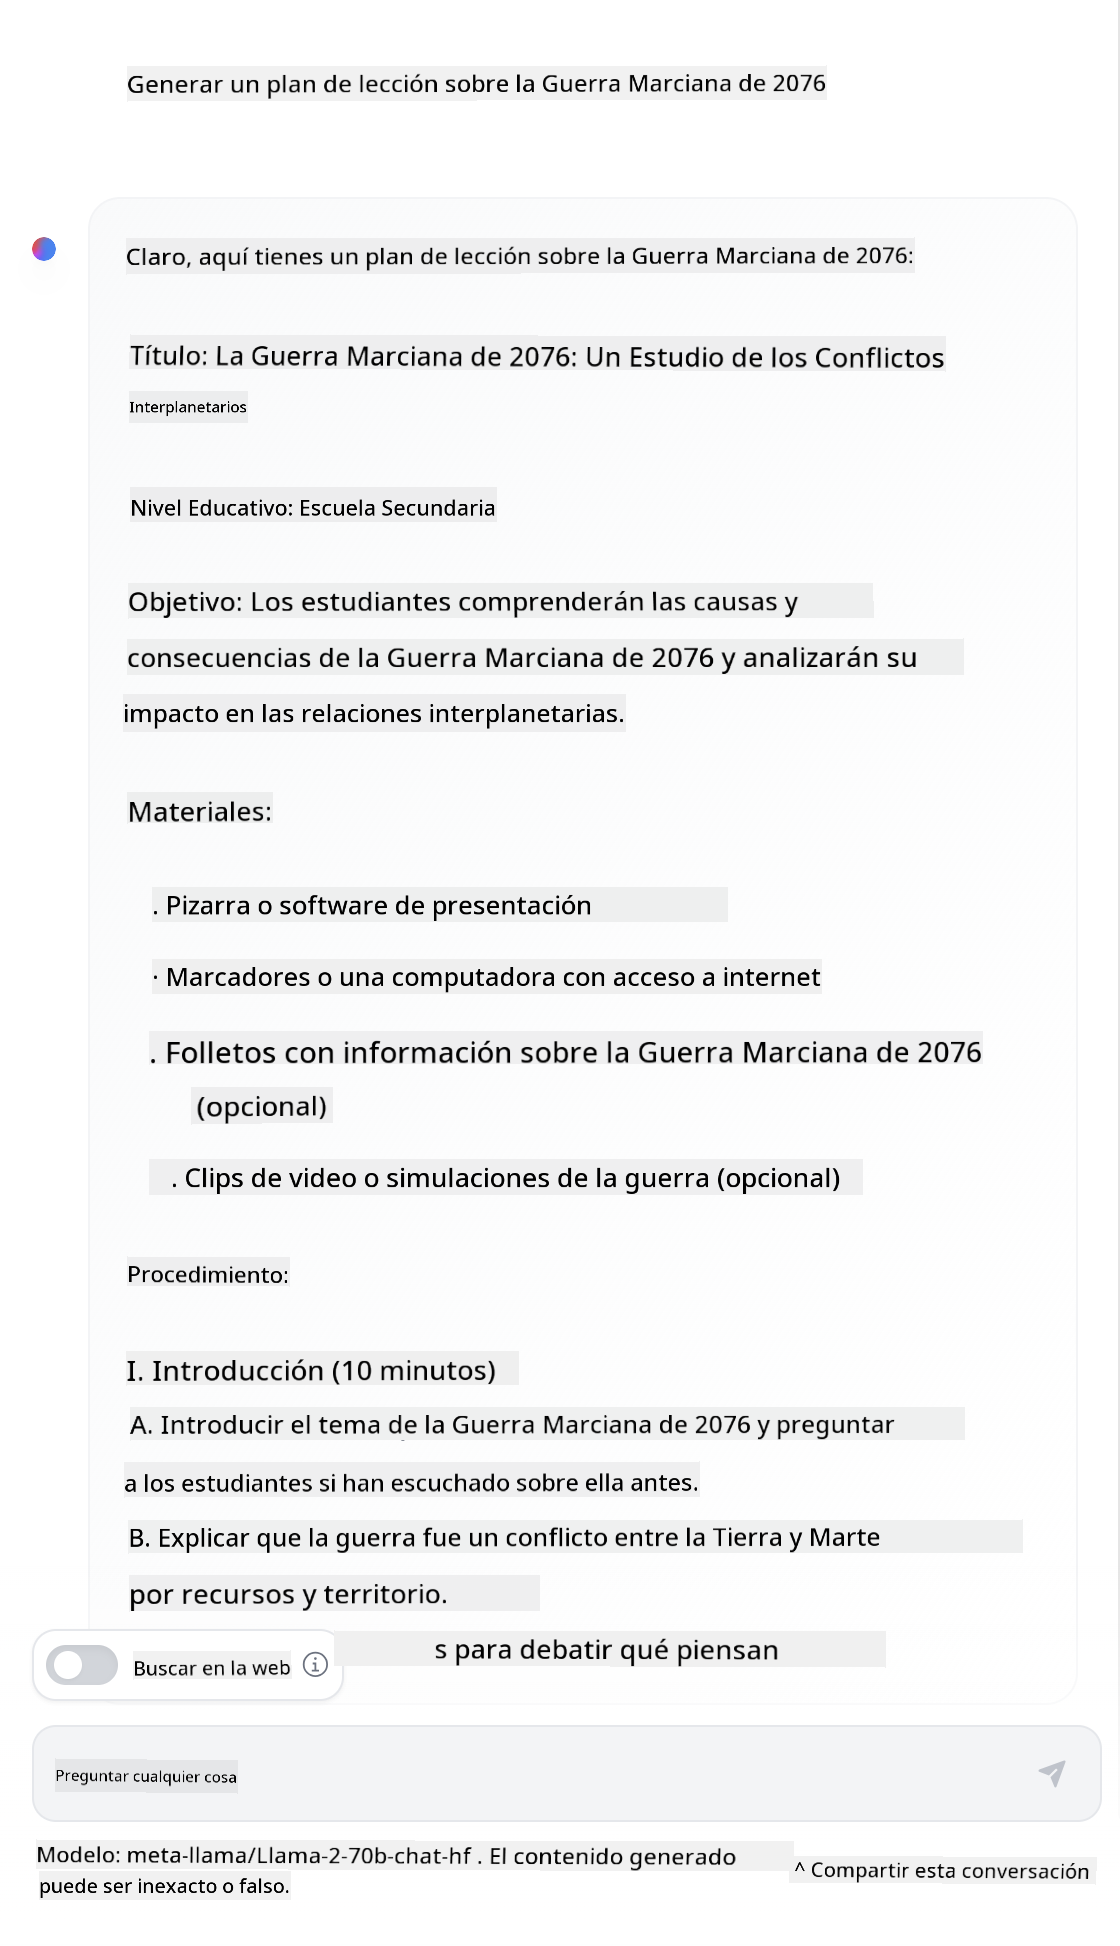 Generar un plan de lección sobre la Guerra Marciana de 2076
Claro, aquí tienes un plan de lección sobre la Guerra Marciana de 2076:
Título: La Guerra Marciana de 2076: Un Estudio de los Conflictos
Interplanetarios
Nivel Educativo: Escuela Secundaria
Objetivo: Los estudiantes comprenderán las causas y
consecuencias de la Guerra Marciana de 2076 y analizarán su
impacto en las relaciones interplanetarias.
Materiales:
. Pizarra o software de presentación
· Marcadores o una computadora con acceso a internet
. Folletos con información sobre la Guerra Marciana de 2076
(opcional)
. Clips de video o simulaciones de la guerra (opcional)
Procedimiento:
I. Introducción (10 minutos)
A. Introducir el tema de la Guerra Marciana de 2076 y preguntar
a los estudiantes si han escuchado sobre ella antes.
B. Explicar que la guerra fue un conflicto entre la Tierra y Marte
por recursos y territorio.
s para debatir qué piensan
Buscar en la web
Preguntar cualquier cosa
Modelo: meta-llama/Llama-2-70b-chat-hf . El contenido generado
puede ser inexacto o falso.
^ Compartir esta conversación